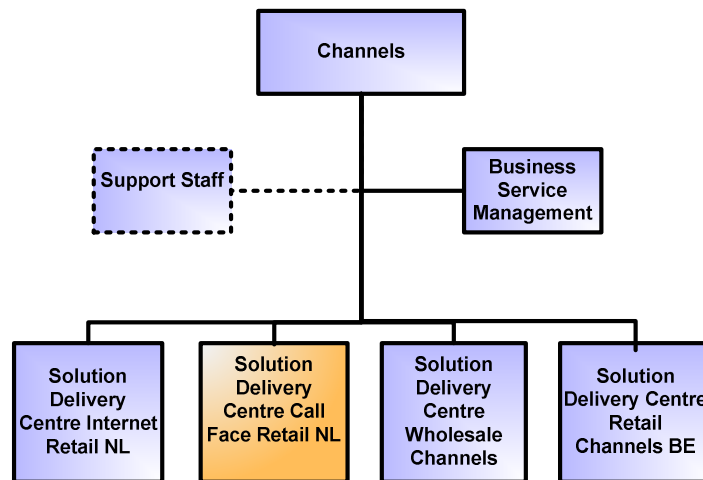 Channels
Support Staff
Business
Service
Management
Solution
Delivery
Centre Internet
Retail NL
Solution
Delivery
Centre Call
Face Retail NL
Solution
Delivery
Centre
Wholesale
Channels
Solution
Delivery Centre
Retail
Channels BE